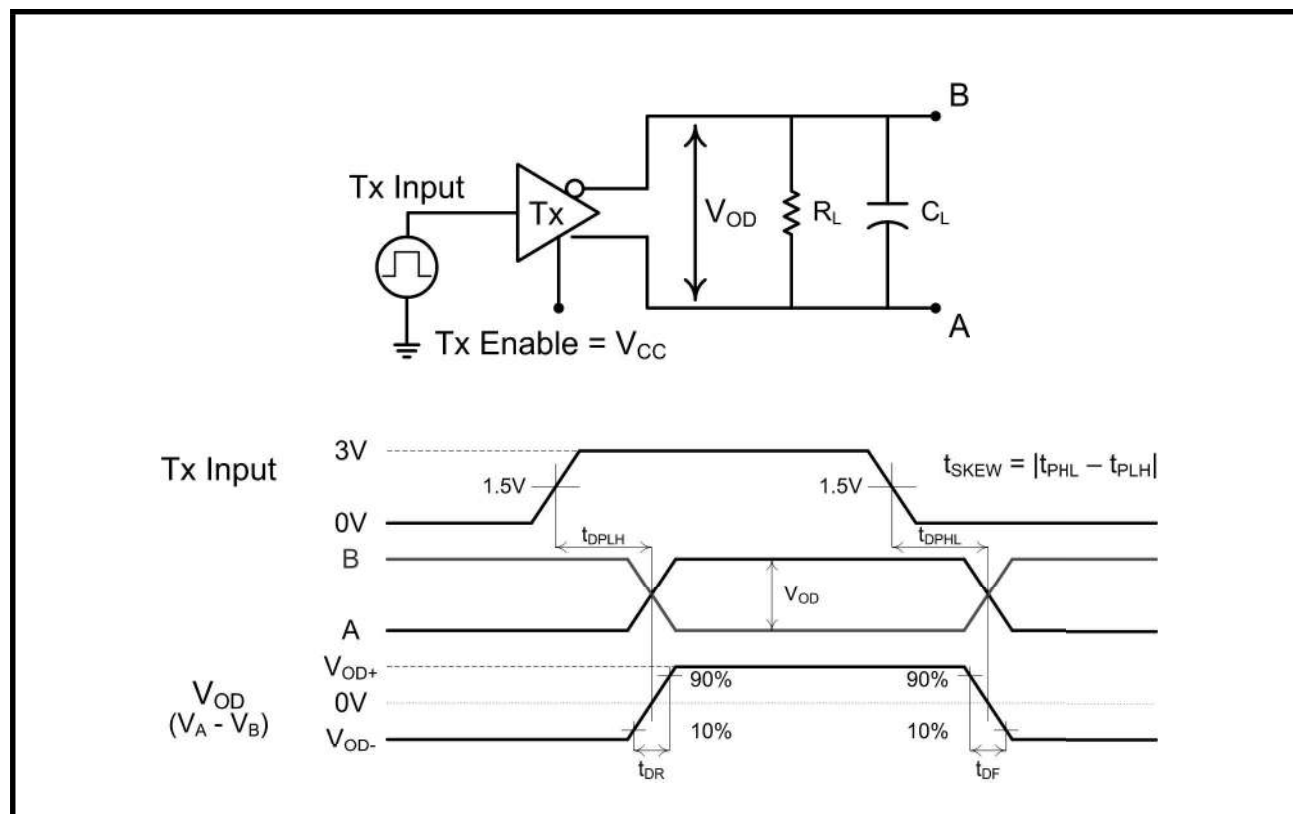 B
Tx Input
Tx
VOD
RL
CL
A
Tx Enable = VCC
Tx Input
3V
1.5V
1.5V
tSKEW = |tPHL – tPLH|
0V
tDPLH
tDPHL
B
VOD
A
VOD+
90%
90%
VOD
(VA - VB)
0V
10%
10%
VOD-
tDR
tDF